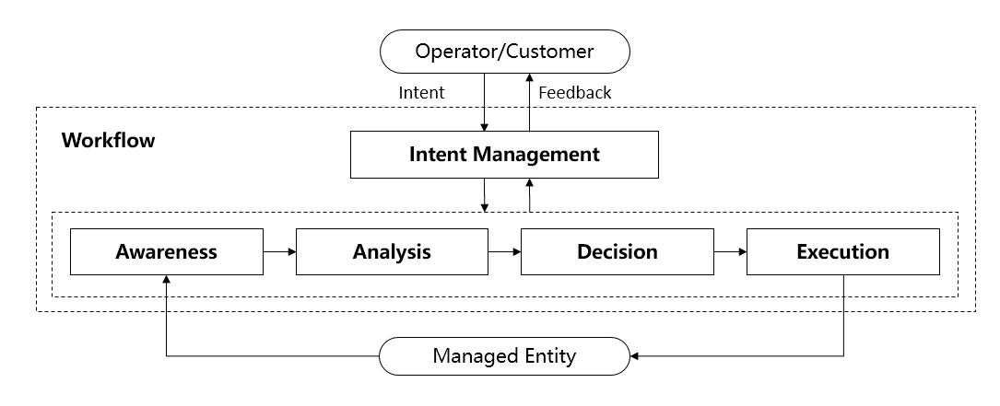 Operator/Customer
Intent
Feedback
Workflow
Intent Management
Awareness
Analysis
Decision
Execution
Managed Entity